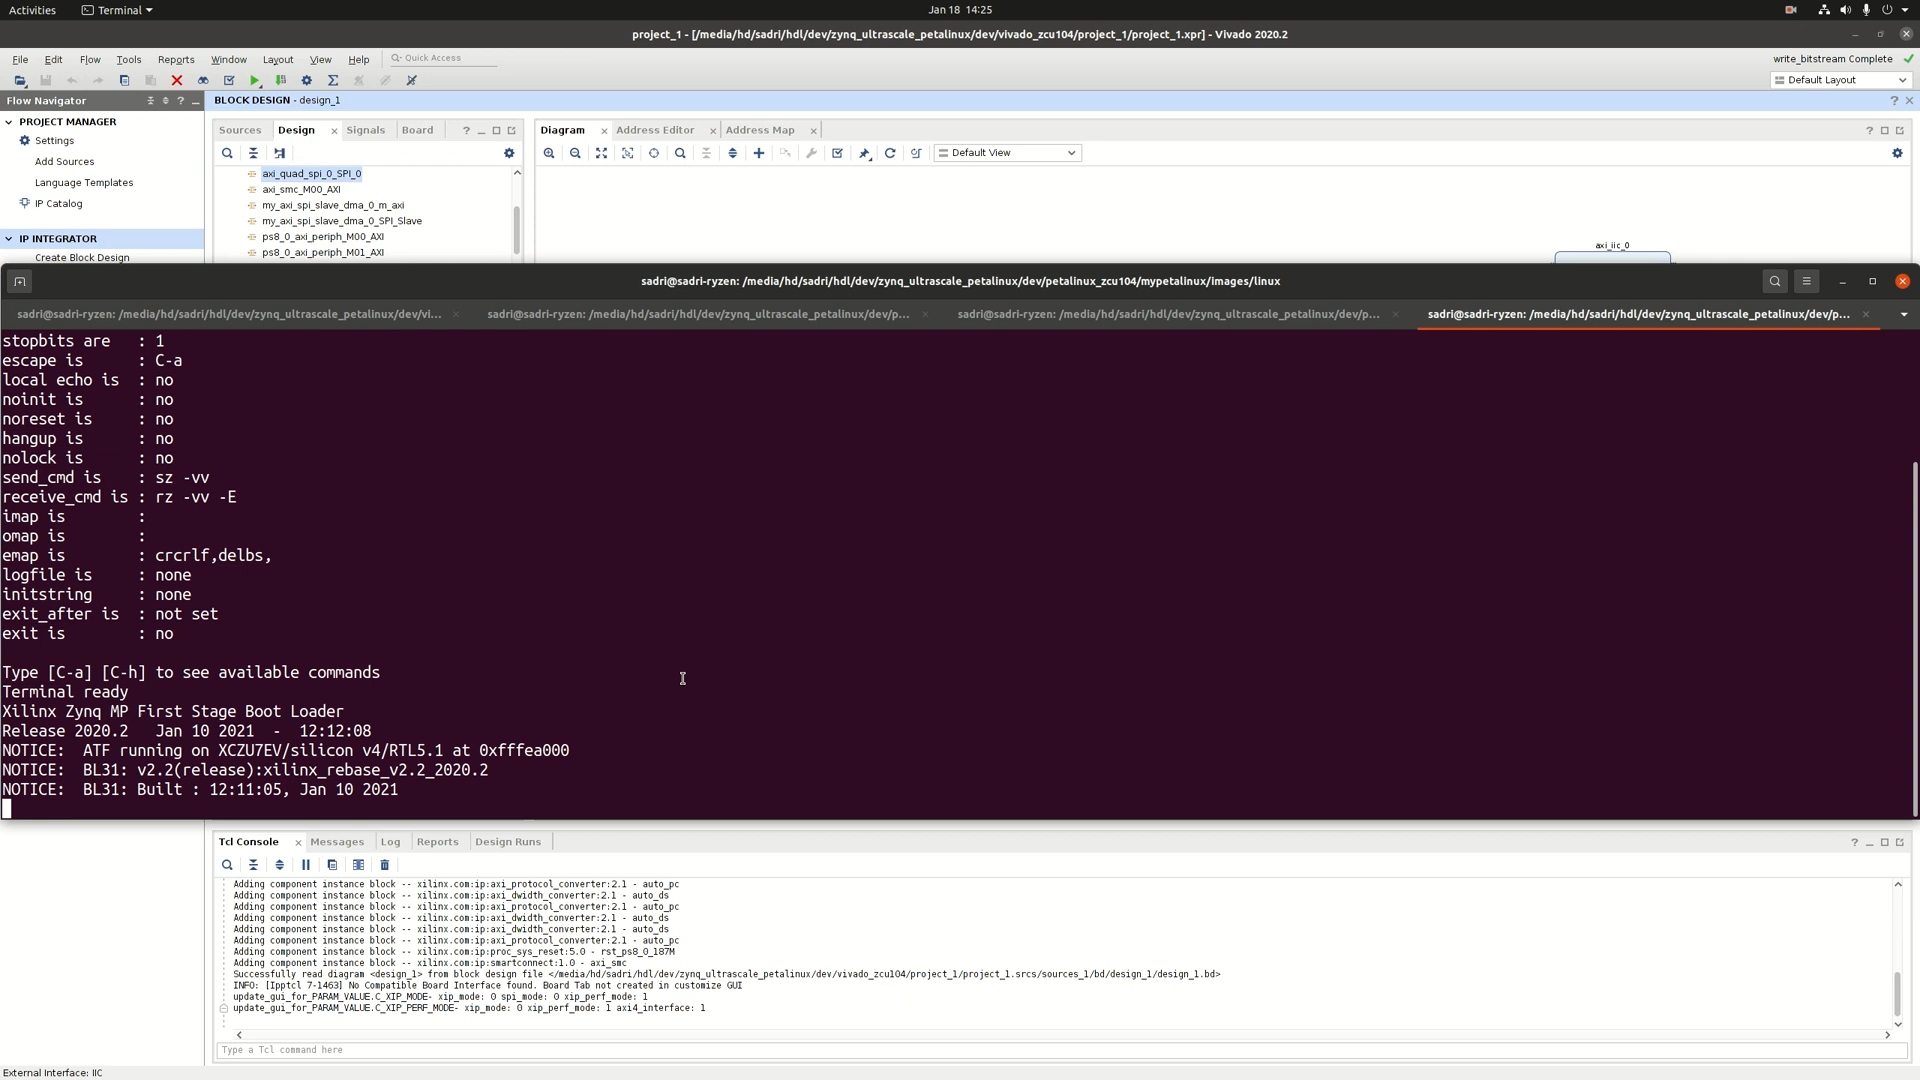 Activities Terminal Jan 18 14:25
project_1 - [/media/hd/sadri/hdl/dev/zynq_ultrascale_petalinux/dev/vivado_zcu104/project_1/project_1.xpr] - Vivado 2020.2
File Edit Flow Tools Reports Window Layout View Help Quick Access write_bitstream Complete
Default Layout
Flow Navigator BLOCK DESIGN - design_1
PROJECT MANAGER
Settings
Add Sources
Language Templates
IP Catalog
IP INTEGRATOR
Create Block Design
Sources Design Signals Board Diagram Address Editor Address Map
Default View
axi_quad_spi_0_SPI_0
axi_smc_M00_AXI
my_axi_spi_slave_dma_0_m_axi
my_axi_spi_slave_dma_0_SPI_Slave
ps8_0_axi_periph_M00_AXI
ps8_0_axi_periph_M01_AXI
axi_iic_0
sadri@sadri-ryzen: /media/hd/sadri/hdl/dev/zynq_ultrascale_petalinux/dev/petalinux_zcu104/mypetalinux/images/linux
sadri@sadri-ryzen: /media/hd/sadri/hdl/dev/zynq_ultrascale_petalinux/dev/vi... sadri@sadri-ryzen: /media/hd/sadri/hdl/dev/zynq_ultrascale_petalinux/dev/p... sadri@sadri-ryzen: /media/hd/sadri/hdl/dev/zynq_ultrascale_petalinux/dev/p... sadri@sadri-ryzen: /media/hd/sadri/hdl/dev/zynq_ultrascale_petalinux/dev/p...
stopbits are : 1
escape is : C-a
local echo is : no
noinit is : no
noreset is : no
hangup is : no
nolock is : no
send_cmd is : sz -vv
receive_cmd is : rz -vv -E
imap is :
omap is :
emap is : crcrlf,delbs,
logfile is : none
initstring : none
exit_after is : not set
exit is : no
Type [C-a] [C-h] to see available commands
Terminal ready
Xilinx Zynq MP First Stage Boot Loader
Release 2020.2 Jan 10 2021 - 12:12:08
NOTICE: ATF running on XCZU7EV/silicon v4/RTL5.1 at 0xfffea000
NOTICE: BL31: v2.2(release):xilinx_rebase_v2.2_2020.2
NOTICE: BL31: Built : 12:11:05, Jan 10 2021
Tcl Console Messages Log Reports Design Runs
Adding component instance block -- xilinx.com:ip:axi_protocol_converter:2.1 - auto_pc
Adding component instance block -- xilinx.com:ip:axi_dwidth_converter:2.1 - auto_ds
Adding component instance block -- xilinx.com:ip:axi_protocol_converter:2.1 - auto_pc
Adding component instance block -- xilinx.com:ip:axi_dwidth_converter:2.1 - auto_ds
Adding component instance block -- xilinx.com:ip:axi_dwidth_converter:2.1 - auto_ds
Adding component instance block -- xilinx.com:ip:axi_protocol_converter:2.1 - auto_pc
Adding component instance block -- xilinx.com:ip:proc_sys_reset:5.0 - rst_ps8_0_187M
Adding component instance block -- xilinx.com:ip:smartconnect:1.0 - axi_smc
Successfully read diagram <design_1> from block design file </media/hd/sadri/hdl/dev/zynq_ultrascale_petalinux/dev/vivado_zcu104/project_1/project_1.srcs/sources_1/bd/design_1/design_1.bd>
INFO: [Ipptcl 7-1463] No Compatible Board Interface found. Board Tab not created in customize GUI
update_gui_for_PARAM_VALUE.C_XIP_MODE- xip_mode: 0 spi_mode: 0 xip_perf_mode: 1
update_gui_for_PARAM_VALUE.C_XIP_PERF_MODE- xip_mode: 0 xip_perf_mode: 1 axi4_interface: 1
Type a Tcl command here
External Interface: IIC